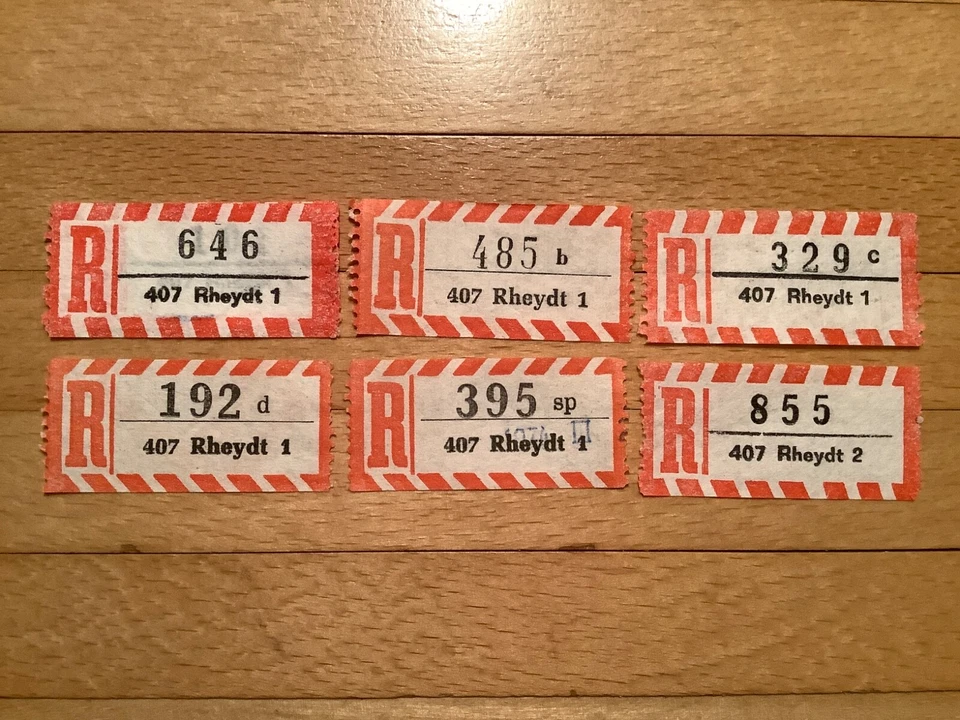 R 646
407 Rheydt 1
R 485 b
407 Rheydt 1
R 329 c
407 Rheydt 1
R 192 d
407 Rheydt 1
R 395 sp
407 Rheydt 1
R 855
407 Rheydt 2